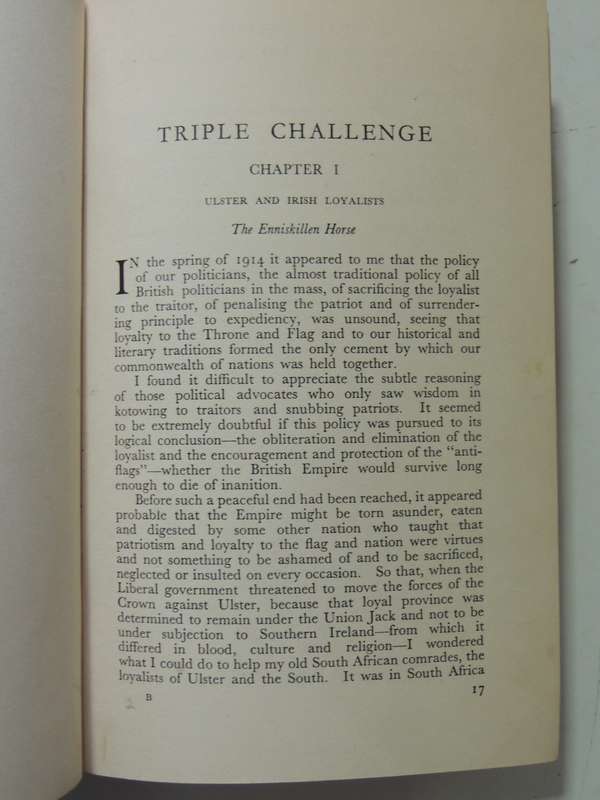 TRIPLE CHALLENGE
CHAPTER I
ULSTER AND IRISH LOYALISTS
The Enniskillen Horse
IN the spring of 1914 it appeared to me that the policy
of our politicians, the almost traditional policy of all
British politicians in the mass, of sacrificing the loyalist
to the traitor, of penalising the patriot and of surrender-
ing principle to expediency, was unsound, seeing that
loyalty to the Throne and Flag and to our historical and
literary traditions formed the only cement by which our
commonwealth of nations was held together.
I found it difficult to appreciate the subtle reasoning
of those political advocates who only saw wisdom in
kotowing to traitors and snubbing patriots. It seemed
to be extremely doubtful if this policy was pursued to its
logical conclusion—the obliteration and elimination of the
loyalist and the encouragement and protection of the "anti-
flags"—whether the British Empire would survive long
enough to die of inanition.
Before such a peaceful end had been reached, it appeared
probable that the Empire might be torn asunder, eaten
and digested by some other nation who taught that
patriotism and loyalty to the flag and nation were virtues
and not something to be ashamed of and to be sacrificed,
neglected or insulted on every occasion. So that, when the
Liberal government threatened to move the forces of the
Crown against Ulster, because that loyal province was
determined to remain under the Union Jack and not to be
under subjection to Southern Ireland—from which it
differed in blood, culture and religion—I wondered
what I could do to help my old South African comrades, the
loyalists of Ulster and the South. It was in South Africa
B 17
2